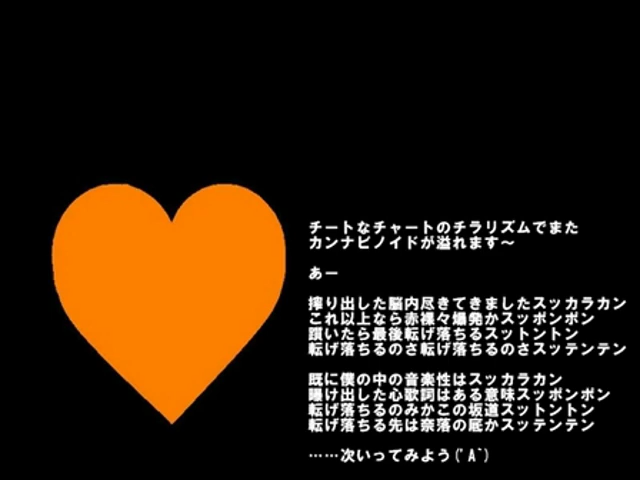 チートなチャートのチラリズムでまた
カンナビノイドが溢れます～
あー
搾り出した脳内尽きてきましたスッカラカン
これ以上なら赤裸々爆発かスッポンポン
躓いたら最後転げ落ちるスットントン
転げ落ちるのさ転げ落ちるのさスッテンテン
既に僕の中の音楽性はスッカラカン
曝け出した心歌詞はある意味スッポンポン
転げ落ちるのみかこの坂道スットントン
転げ落ちる先は奈落の底かスッテンテン
……次いってみよう('A`)